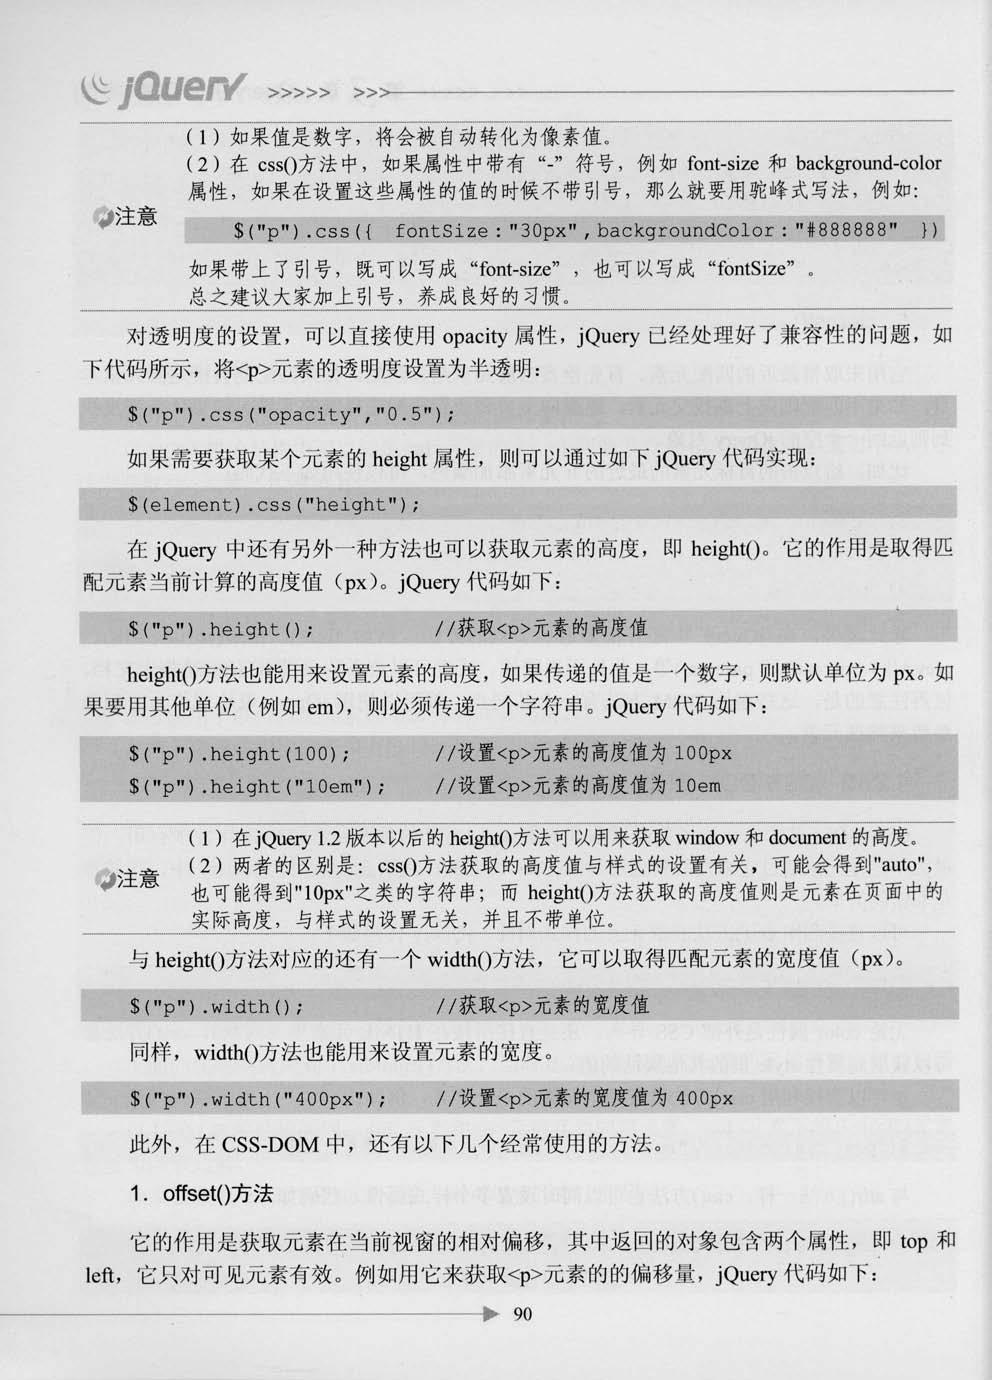 jQuery >>>>> >>>
(1)如果值是数字，将会被自动转化为像素值。
(2)在 css()方法中，如果属性中带有“-”符号，例如 font-size 和 background-color
属性，如果在设置这些属性的值的时候不带引号，那么就要用驼峰式写法，例如：
注意
$("p").css({ fontSize:"30px",backgroundColor:"#888888" })
如果带上了引号，既可以写成“font-size”，也可以写成“fontSize”。
总之建议大家加上引号，养成良好的习惯。
对透明度的设置，可以直接使用 opacity 属性，jQuery 已经处理好了兼容性的问题，如
下代码所示，将<p>元素的透明度设置为半透明：
$("p").css("opacity","0.5");
如果需要获取某个元素的 height 属性，则可以通过如下 jQuery 代码实现：
$(element).css("height");
在 jQuery 中还有另外一种方法也可以获取元素的高度，即 height()。它的作用是取得匹
配元素当前计算的高度值（px）。jQuery 代码如下：
$("p").height(); //获取<p>元素的高度值
height()方法也能用来设置元素的高度，如果传递的值是一个数字，则默认单位为 px。如
果要用其他单位（例如 em），则必须传递一个字符串。jQuery 代码如下：
$("p").height(100); //设置<p>元素的高度值为 100px
$("p").height("10em"); //设置<p>元素的高度值为 10em
(1)在 jQuery 1.2 版本以后的 height()方法可以用来获取 window 和 document 的高度。
(2)两者的区别是：css()方法获取的高度值与样式的设置有关，可能会得到"auto"，
注意
也可能得到"10px"之类的字符串；而 height()方法获取的高度值则是元素在页面中的
实际高度，与样式的设置无关，并且不带单位。
与 height()方法对应的还有一个 width()方法，它可以取得匹配元素的宽度值（px）。
$("p").width(); //获取<p>元素的宽度值
同样，width()方法也能用来设置元素的宽度。
$("p").width("400px"); //设置<p>元素的宽度值为 400px
此外，在 CSS-DOM 中，还有以下几个经常使用的方法。
1．offset()方法
它的作用是获取元素在当前视窗的相对偏移，其中返回的对象包含两个属性，即 top 和
left，它只对可见元素有效。例如用它来获取<p>元素的的偏移量，jQuery 代码如下：
90